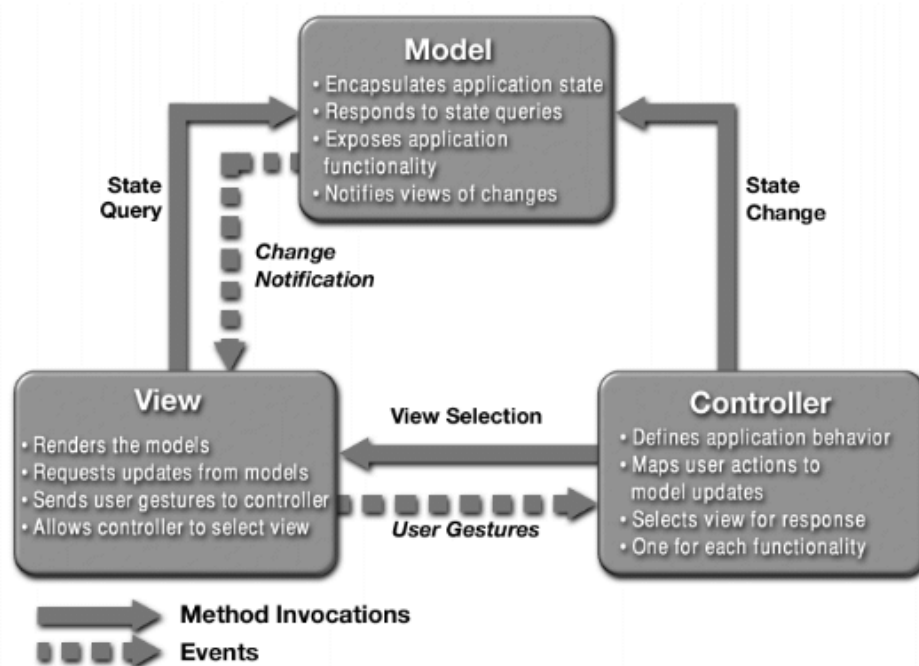 Model
• Encapsulates application state
• Responds to state queries
• Exposes application
functionality
• Notifies views of changes
State
Query
Change
Notification
State
Change
View
• Renders the models
• Requests updates from models
• Sends user gestures to controller
• Allows controller to select view
View Selection
User Gestures
Controller
• Defines application behavior
• Maps user actions to
model updates
• Selects view for response
• One for each functionality
Method Invocations
Events